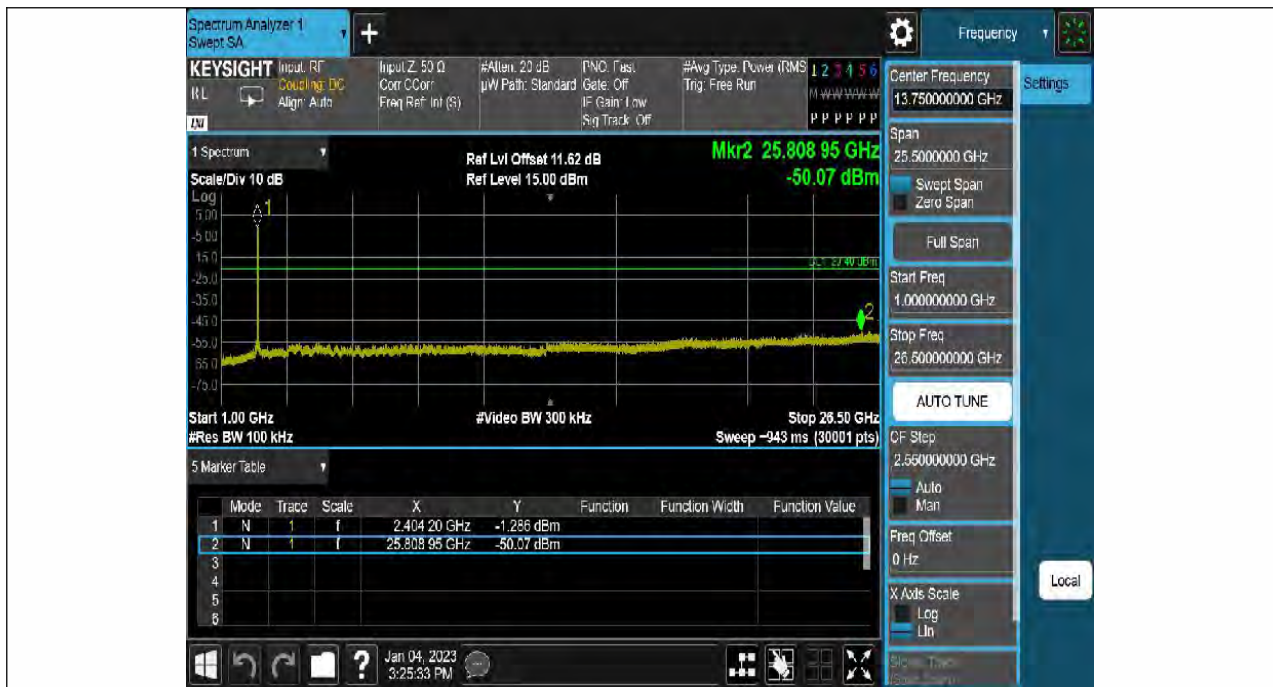 Spectrum Analyzer 1
Swept SA
+
Frequency
KEYSIGHT
RL
Input: RF
Coupling: DC
Align: Auto
Input Z: 50 Ω
Corr CCorr
Freq Ref: Int (S)
#Atten: 20 dB
µW Path: Standard
PNO: Fast
Gate: Off
IF Gain: Low
Sig Track: Off
#Avg Type: Power (RMS
Trig: Free Run
1 2 3 4 5 6
M W W W W W
P P P P P P
1 Spectrum
Scale/Div 10 dB
Log
Ref Lvl Offset 11.62 dB
Ref Level 15.00 dBm
Mkr2 25.808 95 GHz
-50.07 dBm
5.00
-5.00
-15.0
-25.0
-35.0
-45.0
-55.0
-65.0
-75.0
1
2
Start 1.00 GHz
#Res BW 100 kHz
#Video BW 300 kHz
Stop 26.50 GHz
Sweep ~943 ms (30001 pts)
5 Marker Table
Mode Trace Scale X Y Function Function Width Function Value
1 N 1 f 2.404 20 GHz -1.286 dBm
2 N 1 f 25.808 95 GHz -50.07 dBm
3
4
5
6
Jan 04, 2023
3:25:33 PM
Center Frequency
13.750000000 GHz
Settings
Span
25.5000000 GHz
Swept Span
Zero Span
Full Span
Start Freq
1.000000000 GHz
Stop Freq
26.500000000 GHz
AUTO TUNE
CF Step
2.550000000 GHz
Auto
Man
Freq Offset
0 Hz
X Axis Scale
Log
Lin
Local